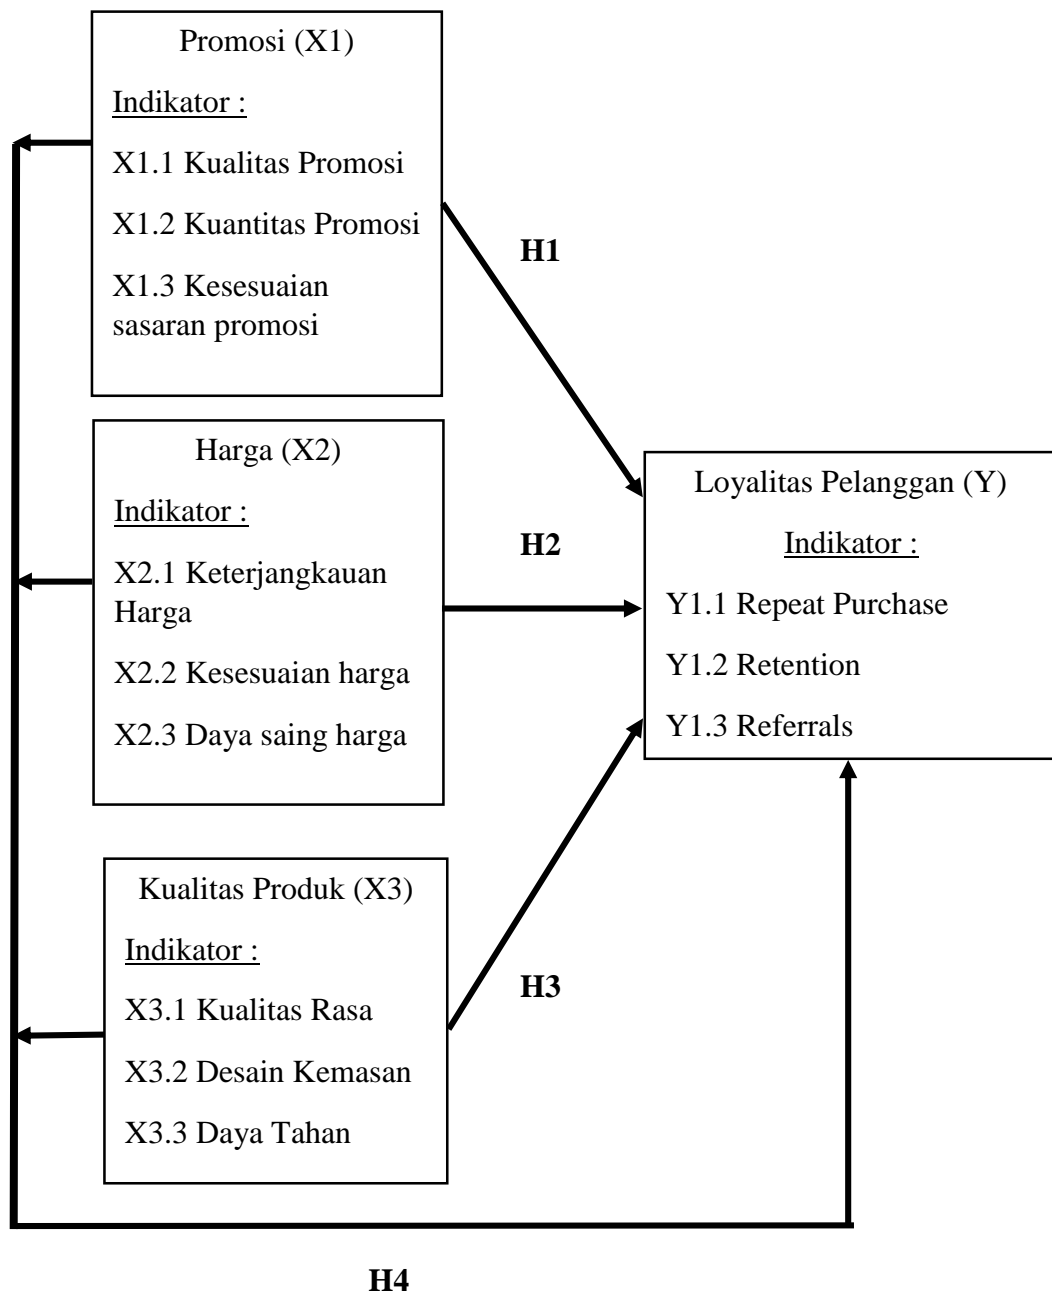 Promosi (X1)
Indikator :
X1.1 Kualitas Promosi
X1.2 Kuantitas Promosi
X1.3 Kesesuaian
sasaran promosi
H1
Harga (X2)
Indikator :
X2.1 Keterjangkauan
Harga
X2.2 Kesesuaian harga
X2.3 Daya saing harga
H2
Loyalitas Pelanggan (Y)
Indikator :
Y1.1 Repeat Purchase
Y1.2 Retention
Y1.3 Referrals
Kualitas Produk (X3)
Indikator :
X3.1 Kualitas Rasa
X3.2 Desain Kemasan
X3.3 Daya Tahan
H3
H4